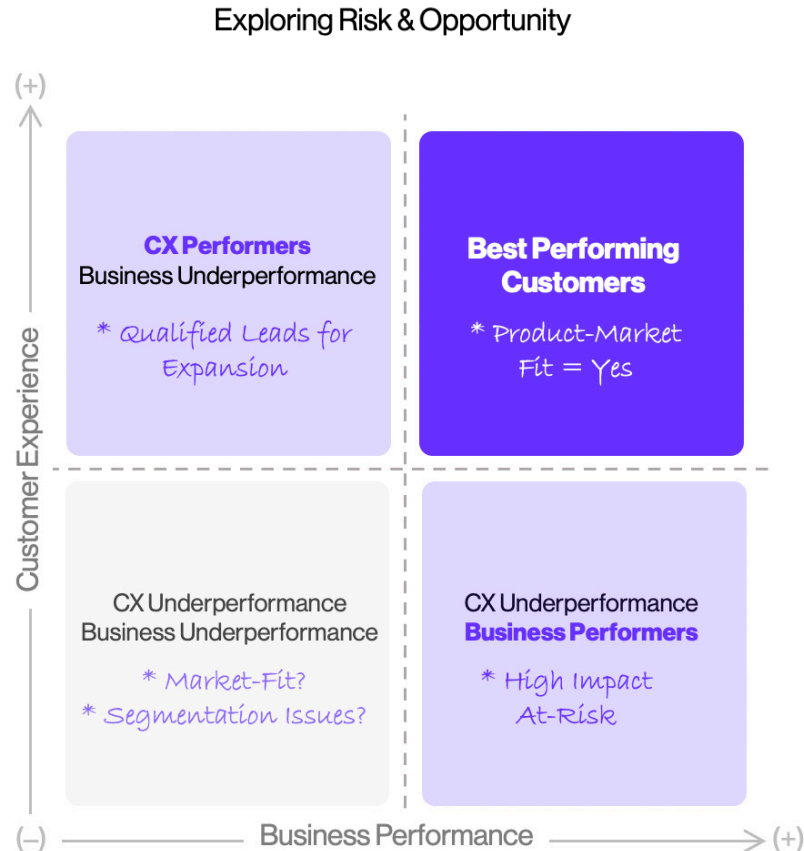 Exploring Risk & Opportunity
(+)
CX Performers
Business Underperformance
* Qualified Leads for
Expansion
Best Performing
Customers
* Product-Market
Fit = Yes
Customer Experience
CX Underperformance
Business Underperformance
* Market-Fit?
* Segmentation Issues?
CX Underperformance
Business Performers
* High Impact
At-Risk
(–)
Business Performance
(+)